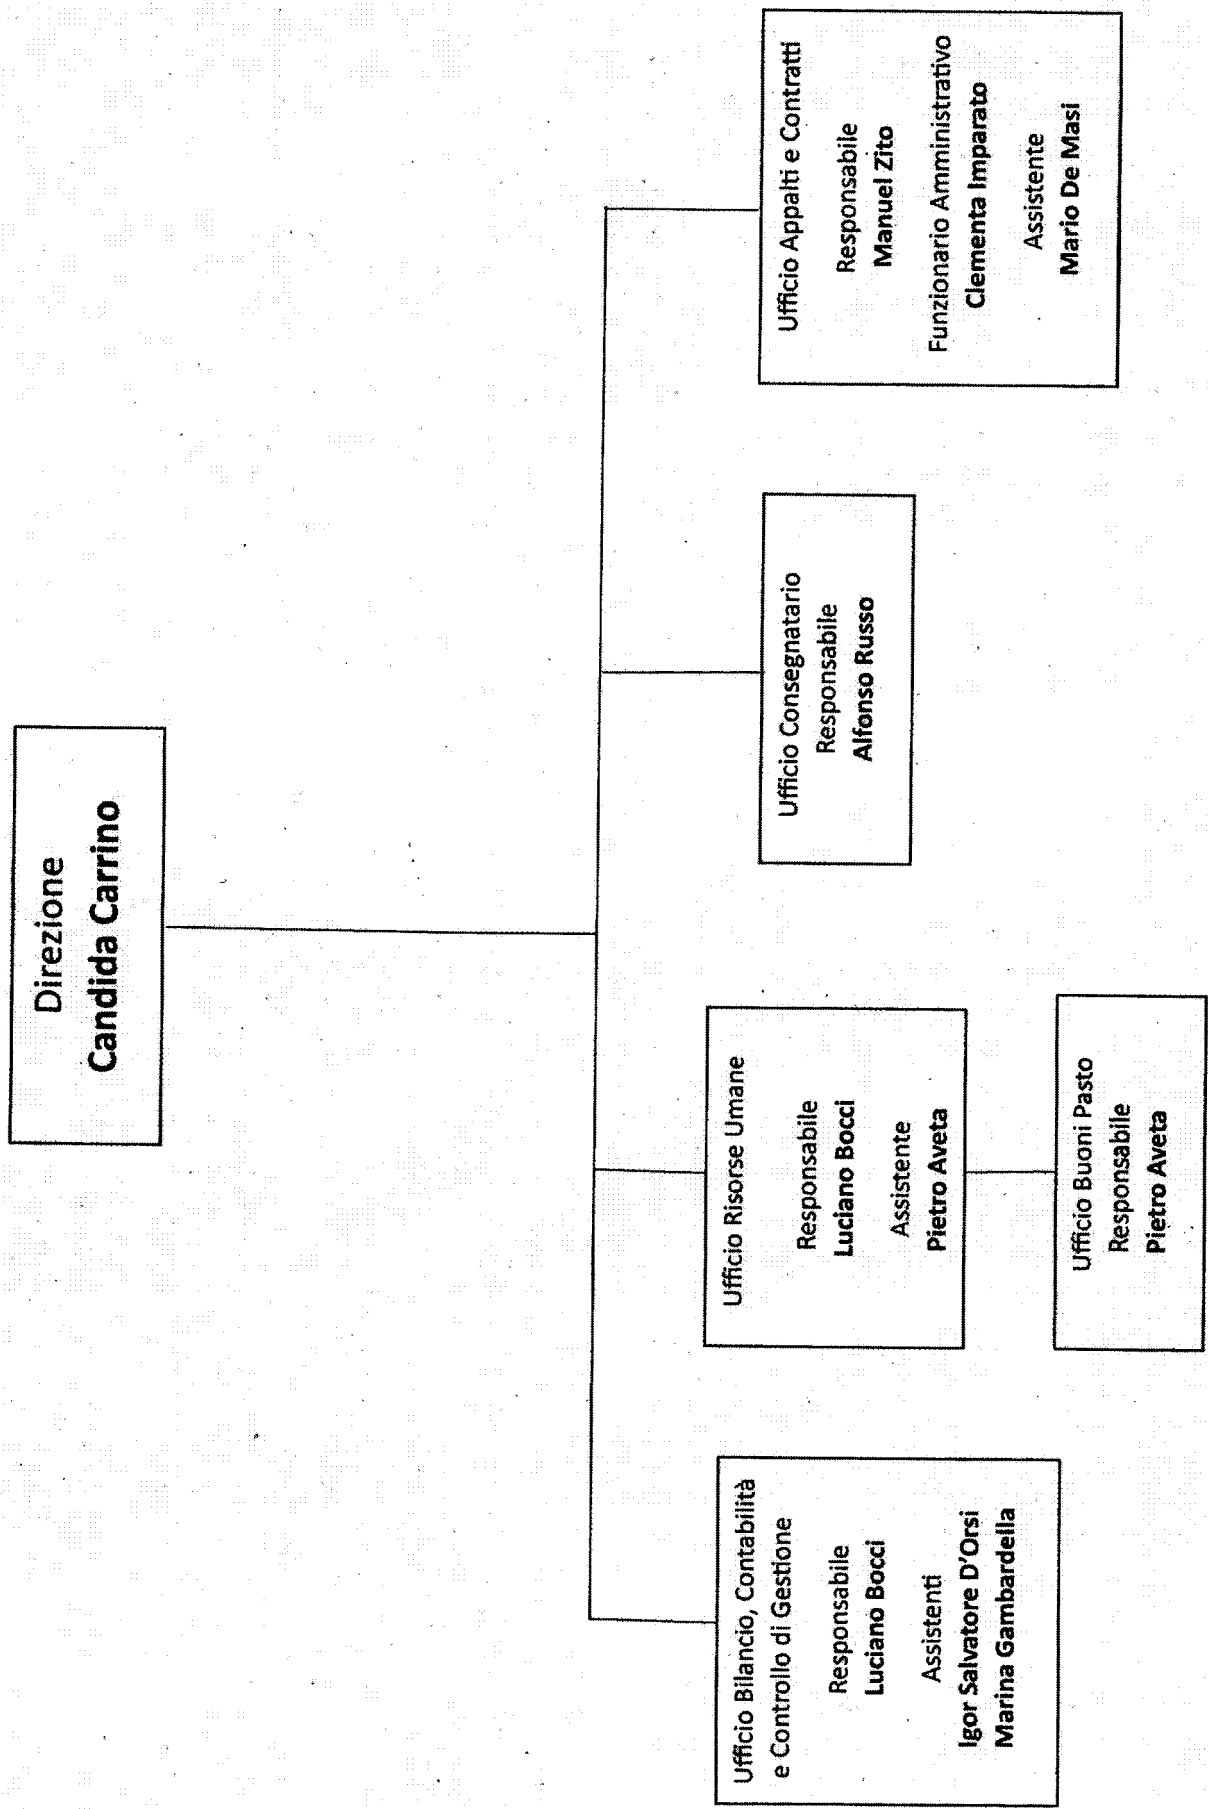 Direzione
Candida Carrino
Ufficio Bilancio, Contabilità
e Controllo di Gestione
Responsabile
Luciano Bocci
Assistenti
Igor Salvatore D'Orsi
Marina Gambardella
Ufficio Risorse Umane
Responsabile
Luciano Bocci
Assistente
Pietro Aveta
Ufficio Buoni Pasto
Responsabile
Pietro Aveta
Ufficio Consegnatario
Responsabile
Alfonso Russo
Ufficio Appalti e Contratti
Responsabile
Manuel Zito
Funzionario Amministrativo
Clementa Imparato
Assistente
Mario De Masi